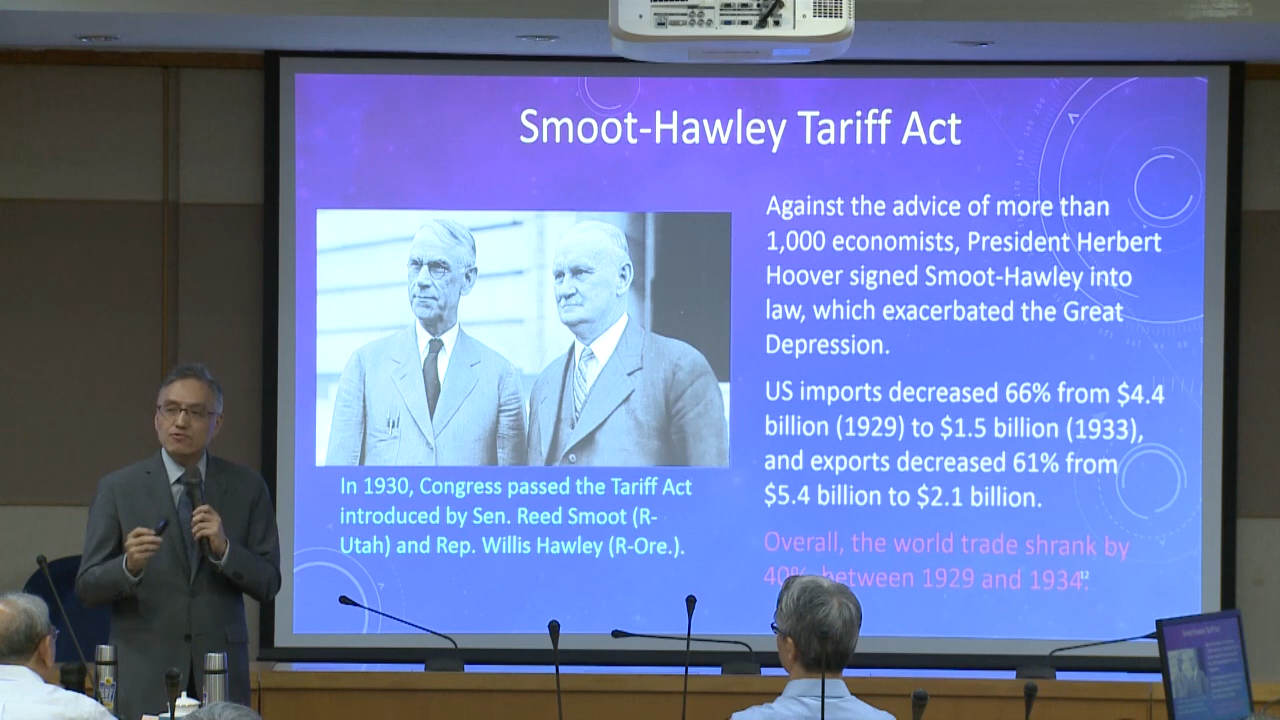 Smoot-Hawley Tariff Act
In 1930, Congress passed the Tariff Act
introduced by Sen. Reed Smoot (R-
Utah) and Rep. Willis Hawley (R-Ore.).
Against the advice of more than
1,000 economists, President Herbert
Hoover signed Smoot-Hawley into
law, which exacerbated the Great
Depression.
US imports decreased 66% from $4.4
billion (1929) to $1.5 billion (1933),
and exports decreased 61% from
$5.4 billion to $2.1 billion.
Overall, the world trade shrank by
40% between 1929 and 1934.
12